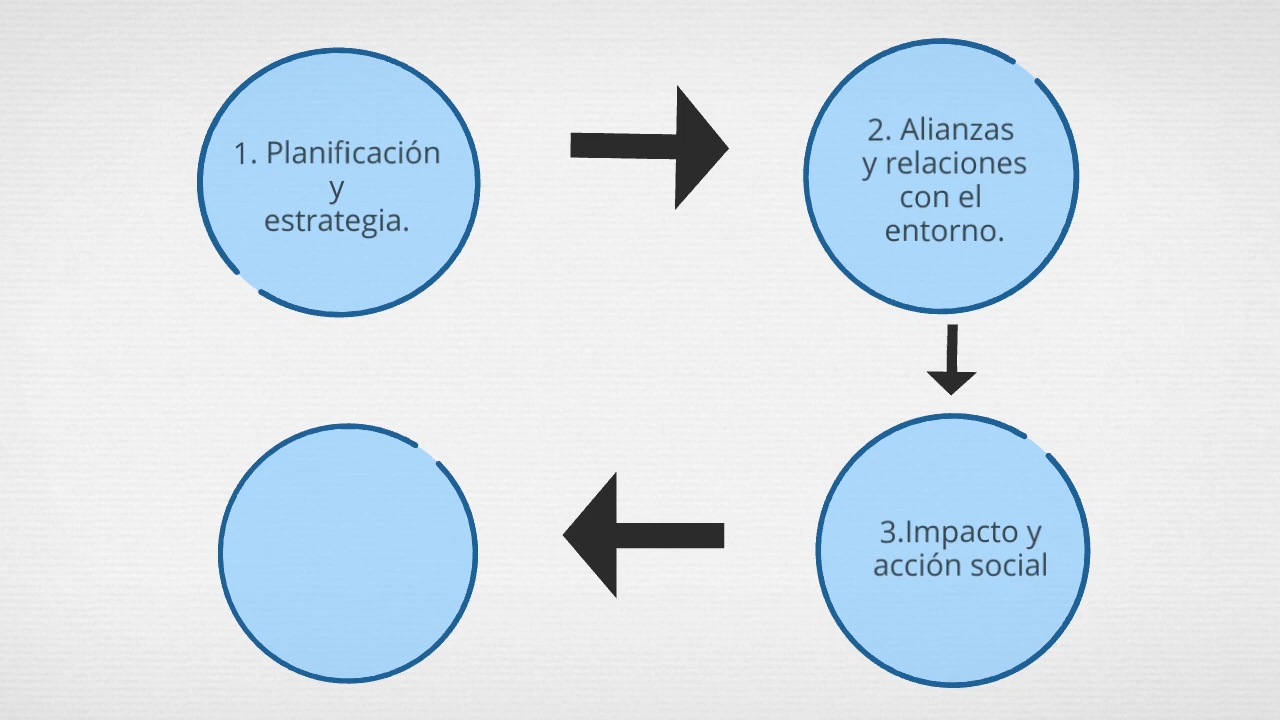 1. Planificación
y
estrategia.
2. Alianzas
y relaciones
con el
entorno.
3.Impacto y
acción social